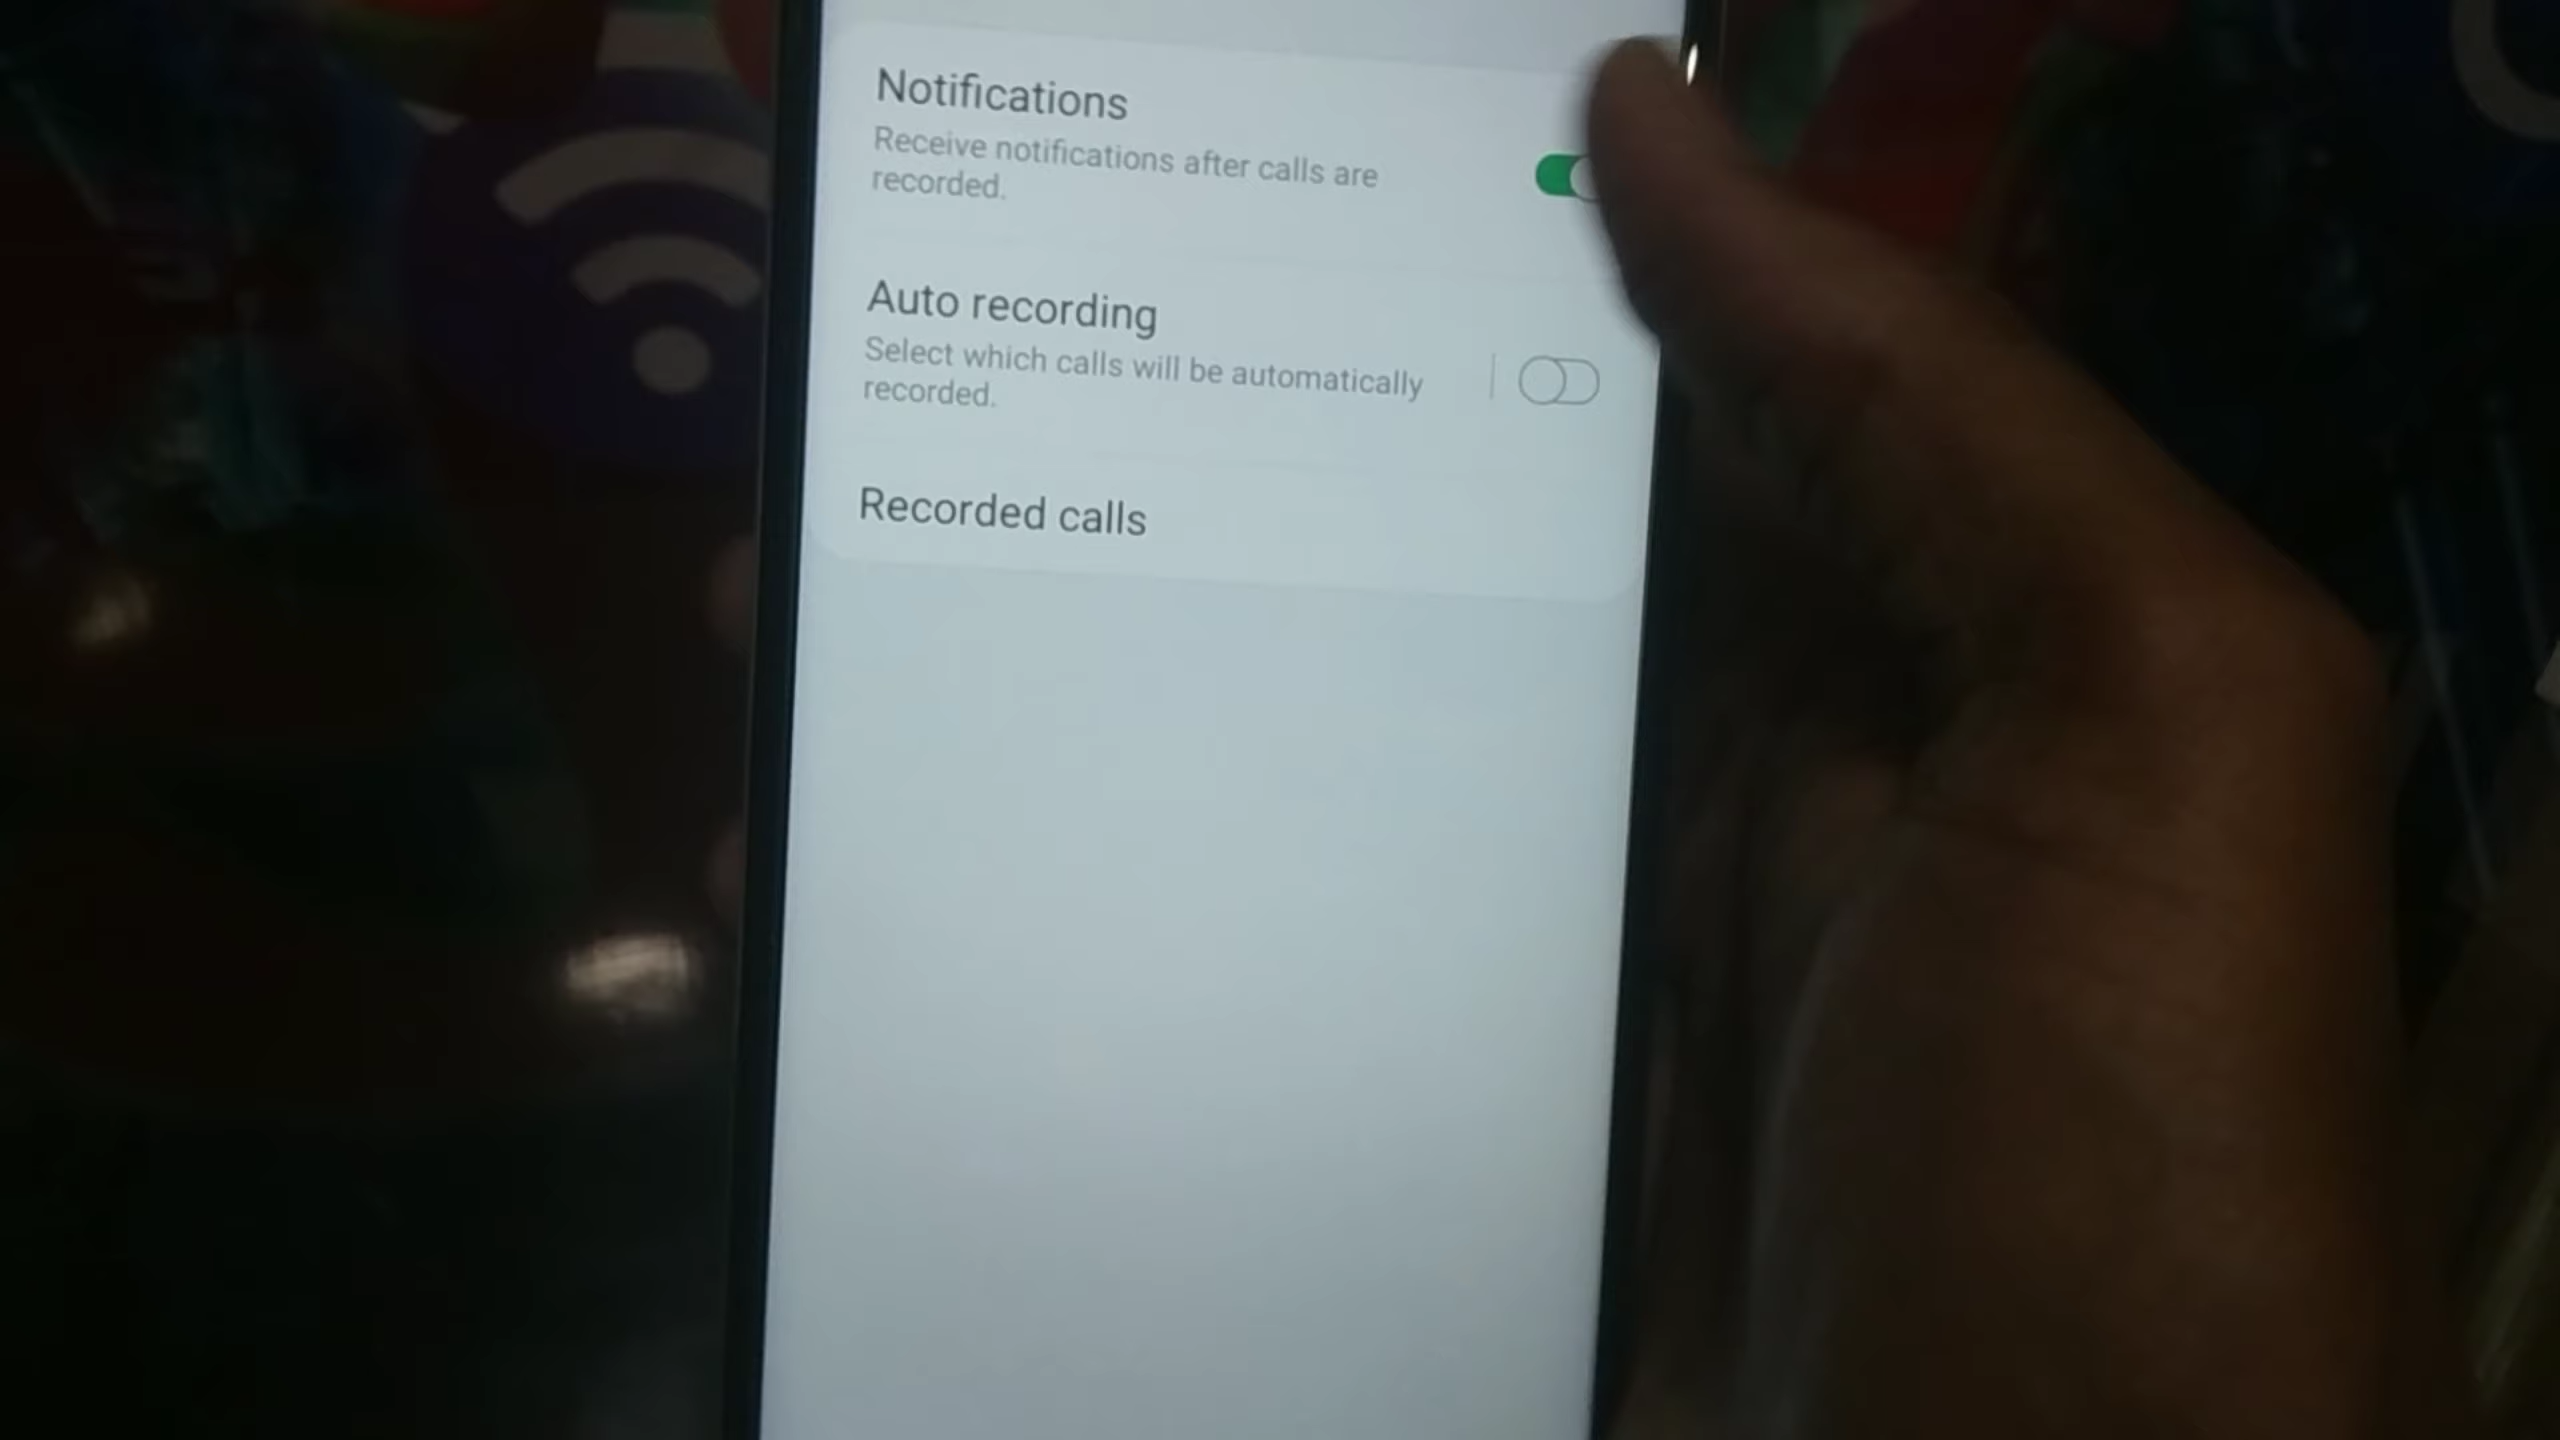 Notifications
Receive notifications after calls are
recorded.
Auto recording
Select which calls will be automatically
recorded.
Recorded calls